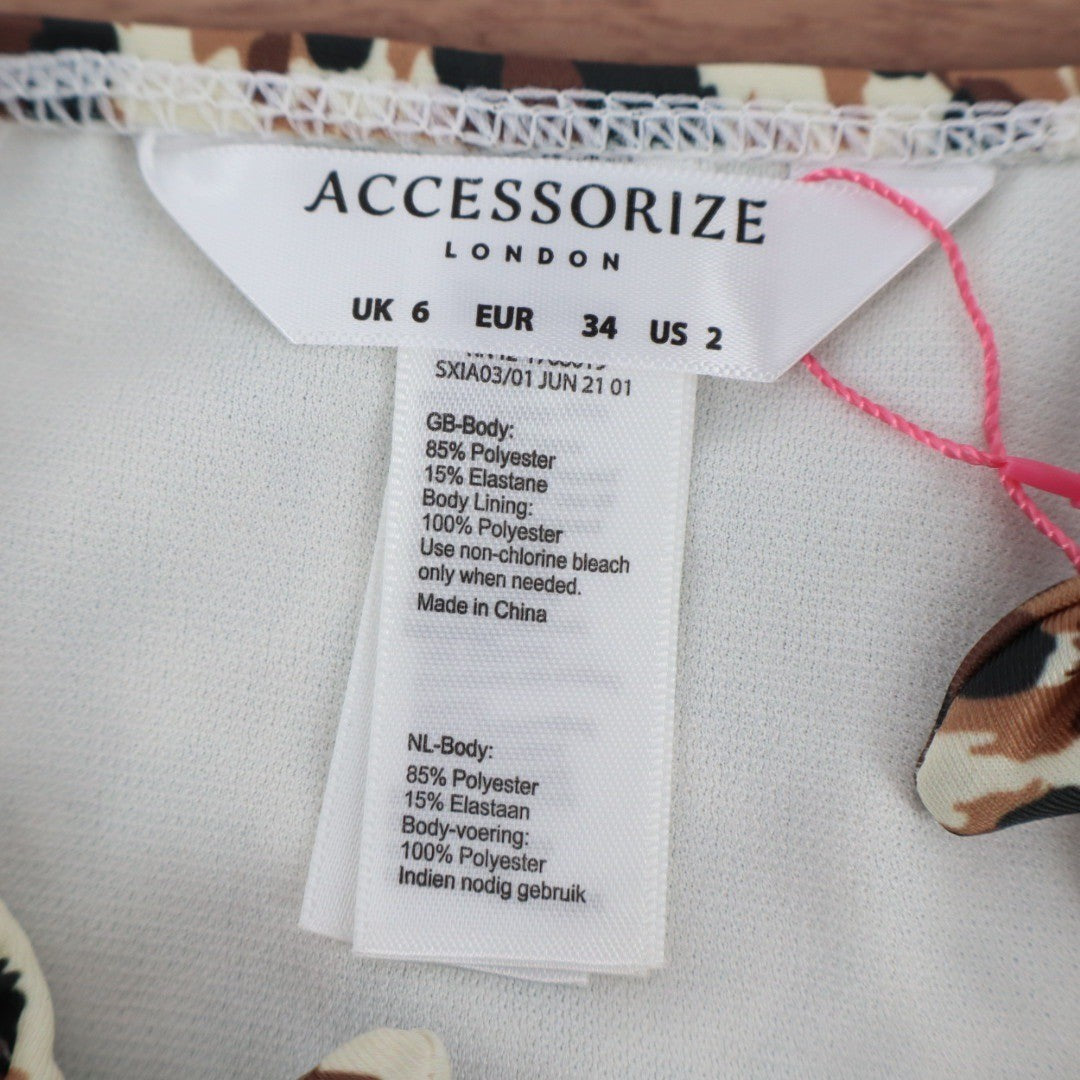 ACCESSORIZE
LONDON
UK 6 EUR 34 US 2
SXIA03/01 JUN 21 01
GB-Body:
85% Polyester
15% Elastane
Body Lining:
100% Polyester
Use non-chlorine bleach
only when needed.
Made in China
NL-Body:
85% Polyester
15% Elastaan
Body-voering:
100% Polyester
Indien nodig gebruik